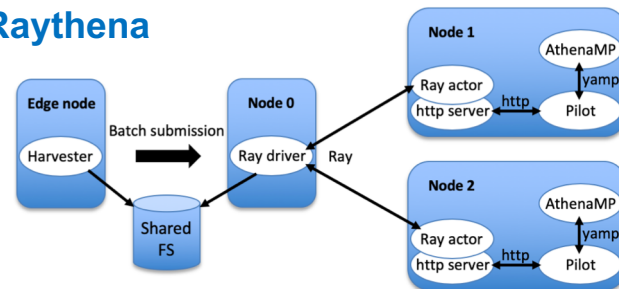 Raythena
Edge node
Harvester
Batch submission
Shared
FS
Node 0
Ray driver
Ray
Node 1
AthenaMP
yamp
Ray actor
http server
http
Pilot
Node 2
AthenaMP
yamp
Ray actor
http server
http
Pilot